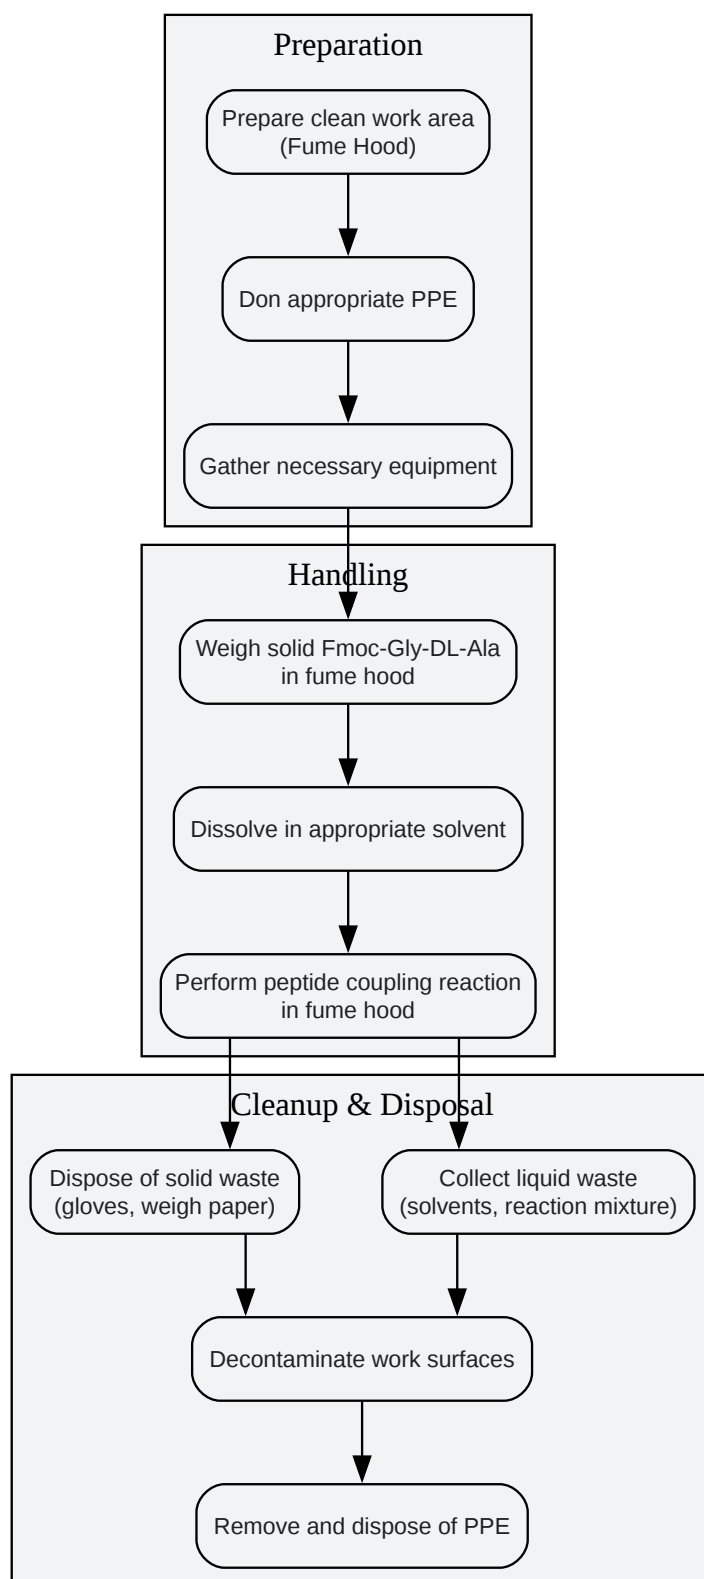 Preparation
Prepare clean work area
(Fume Hood)
Don appropriate PPE
Gather necessary equipment
Handling
Weigh solid Fmoc-Gly-DL-Ala
in fume hood
Dissolve in appropriate solvent
Perform peptide coupling reaction
in fume hood
Cleanup & Disposal
Dispose of solid waste
(gloves, weigh paper)
Collect liquid waste
(solvents, reaction mixture)
Decontaminate work surfaces
Remove and dispose of PPE